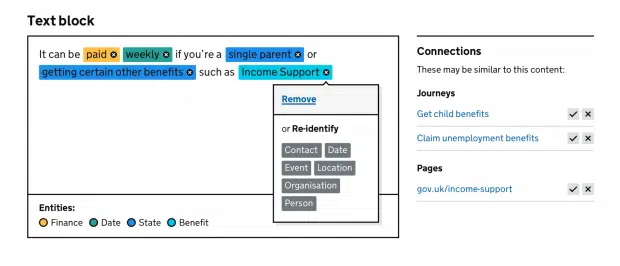 Text block
It can be paid weekly if you're a single parent or
getting certain other benefits such as Income Support
Remove
or Re-identify
Contact Date
Event Location
Organisation
Person
Entities:
Finance Date State Benefit
Connections
These may be similar to this content:
Journeys
Get child benefits
Claim unemployment benefits
Pages
gov.uk/income-support